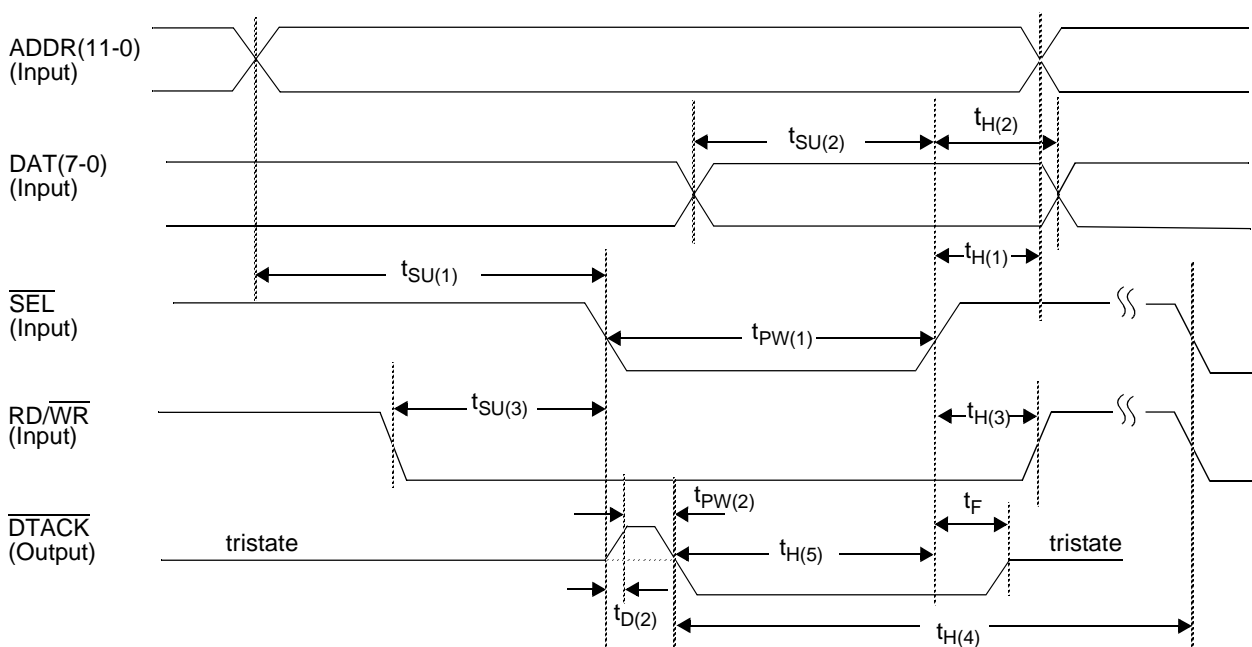 ADDR(11-0)
(Input)
tH(2)
tSU(2)
DAT(7-0)
(Input)
tH(1)
tSU(1)
SEL
(Input)
tPW(1)
tSU(3)
RD/WR
(Input)
tH(3)
tPW(2)
tF
DTACK
(Output)
tristate
tH(5)
tristate
tD(2)
tH(4)